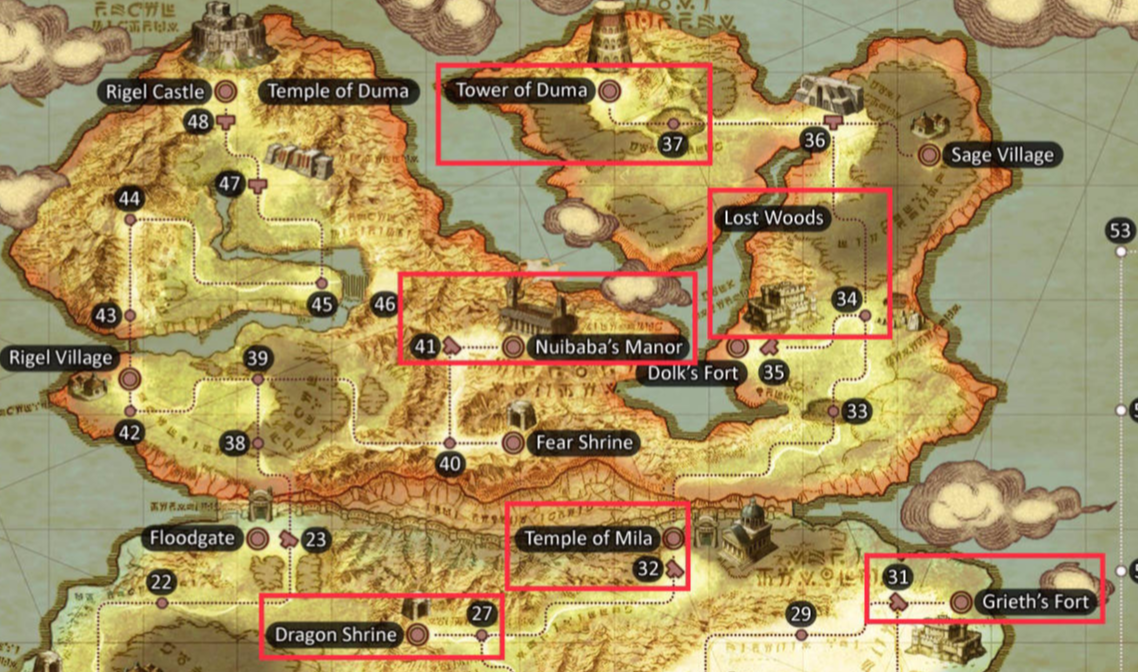 Rigel Castle
Temple of Duma
Tower of Duma
48
37
36
Sage Village
47
44
Lost Woods
53
45
46
34
43
41
Nuibaba's Manor
Rigel Village
39
Dolk's Fort
35
42
38
33
40
Fear Shrine
Floodgate
23
Temple of Mila
32
22
31
Grieth's Fort
27
29
Dragon Shrine